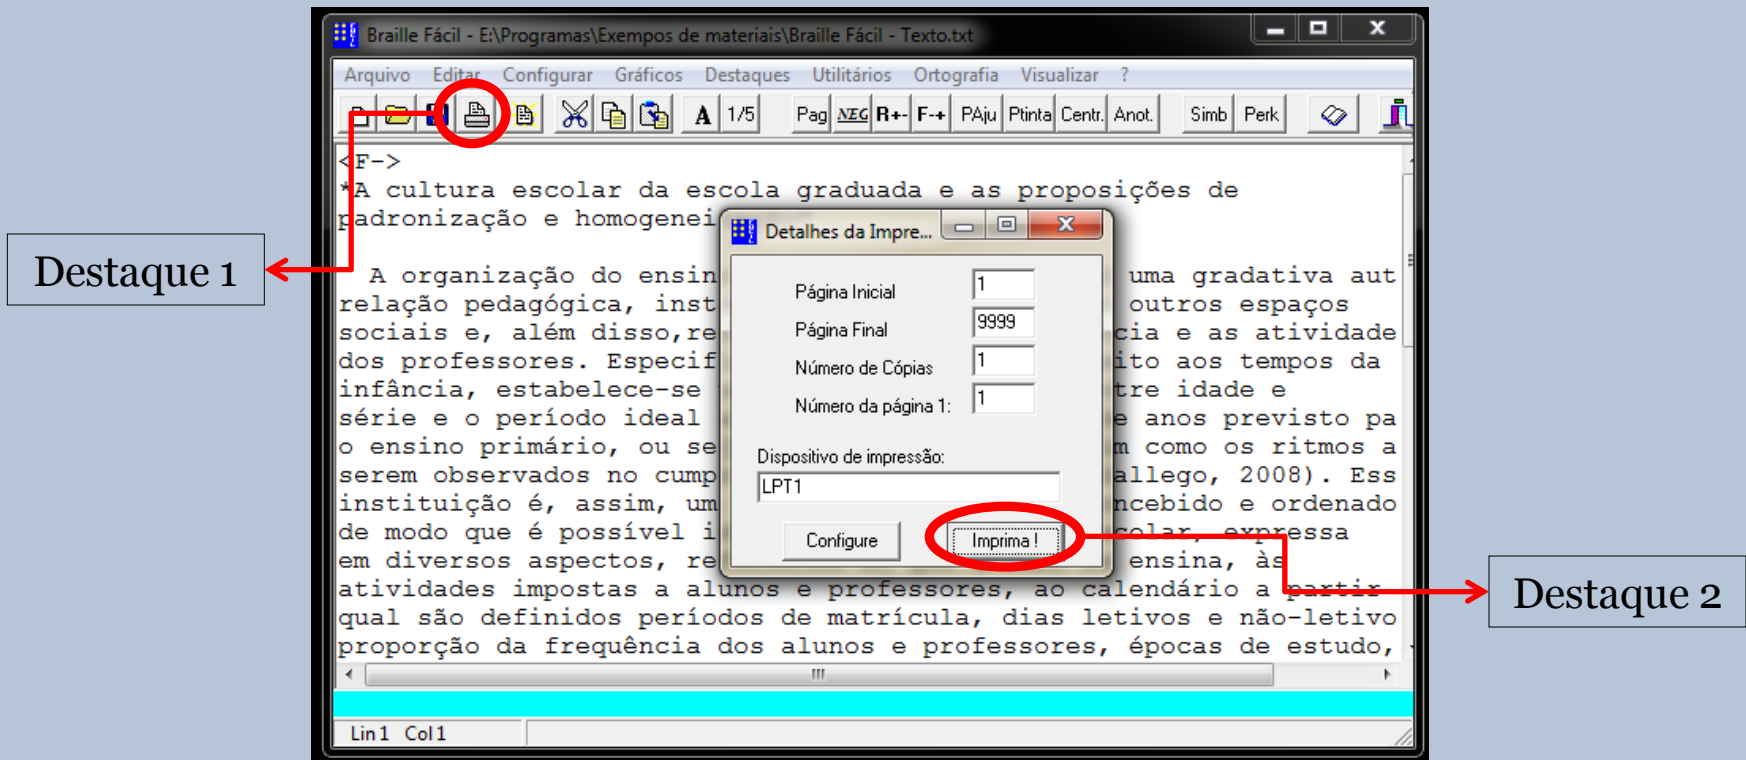 Braille Fácil - E:\Programas\Exempos de materiais\Braille Fácil - Texto.txt
Arquivo Editar Configurar Gráficos Destaques Utilitários Ortografia Visualizar ?
A 1/5 Pag NEG R+- F-+ PAju Ptinta Centr. Anot. Simb Perk
<F->
*A cultura escolar da escola graduada e as proposições de
padronização e homogenei
A organização do ensin uma gradativa aut
relação pedagógica, inst outros espaços
sociais e, além disso,re cia e as atividade
dos professores. Especif ito aos tempos da
infância, estabelece-se tre idade e
série e o período ideal e anos previsto pa
o ensino primário, ou se m como os ritmos a
serem observados no cump allego, 2008). Ess
instituição é, assim, um ncebido e ordenado
de modo que é possível i colar, expressa
em diversos aspectos, re ensina, às
atividades impostas a alunos e professores, ao calendário a partir
qual são definidos períodos de matrícula, dias letivos e não-letivo
proporção da frequência dos alunos e professores, épocas de estudo,
Lin 1 Col 1
Detalhes da Impre...
Página Inicial 1
Página Final 9999
Número de Cópias 1
Número da página 1: 1
Dispositivo de impressão:
LPT1
Configure Imprima !
Destaque 1
Destaque 2